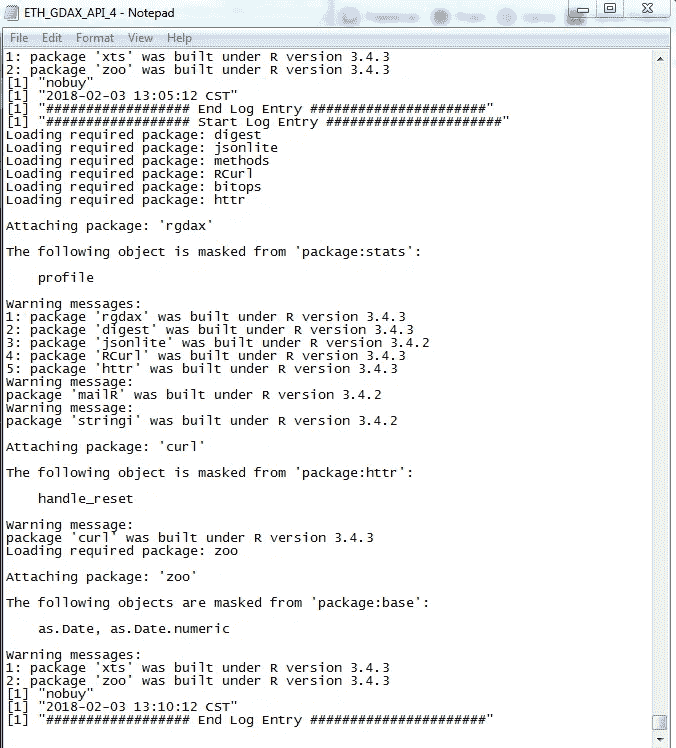 ETH_GDAX_API_4 - Notepad
File Edit Format View Help
1: package 'xts' was built under R version 3.4.3
2: package 'zoo' was built under R version 3.4.3
[1] "nobuy"
[1] "2018-02-03 13:05:12 CST"
[1] "################## End Log Entry ######################"
[1] "################## Start Log Entry ######################"
Loading required package: digest
Loading required package: jsonlite
Loading required package: methods
Loading required package: RCurl
Loading required package: bitops
Loading required package: httr
Attaching package: 'rgdax'
The following object is masked from 'package:stats':
profile
Warning messages:
1: package 'rgdax' was built under R version 3.4.3
2: package 'digest' was built under R version 3.4.3
3: package 'jsonlite' was built under R version 3.4.2
4: package 'RCurl' was built under R version 3.4.3
5: package 'httr' was built under R version 3.4.3
Warning message:
package 'mailR' was built under R version 3.4.2
Warning message:
package 'stringi' was built under R version 3.4.2
Attaching package: 'curl'
The following object is masked from 'package:httr':
handle_reset
Warning message:
package 'curl' was built under R version 3.4.3
Loading required package: zoo
Attaching package: 'zoo'
The following objects are masked from 'package:base':
as.Date, as.Date.numeric
Warning messages:
1: package 'xts' was built under R version 3.4.3
2: package 'zoo' was built under R version 3.4.3
[1] "nobuy"
[1] "2018-02-03 13:10:12 CST"
[1] "################## End Log Entry ######################"